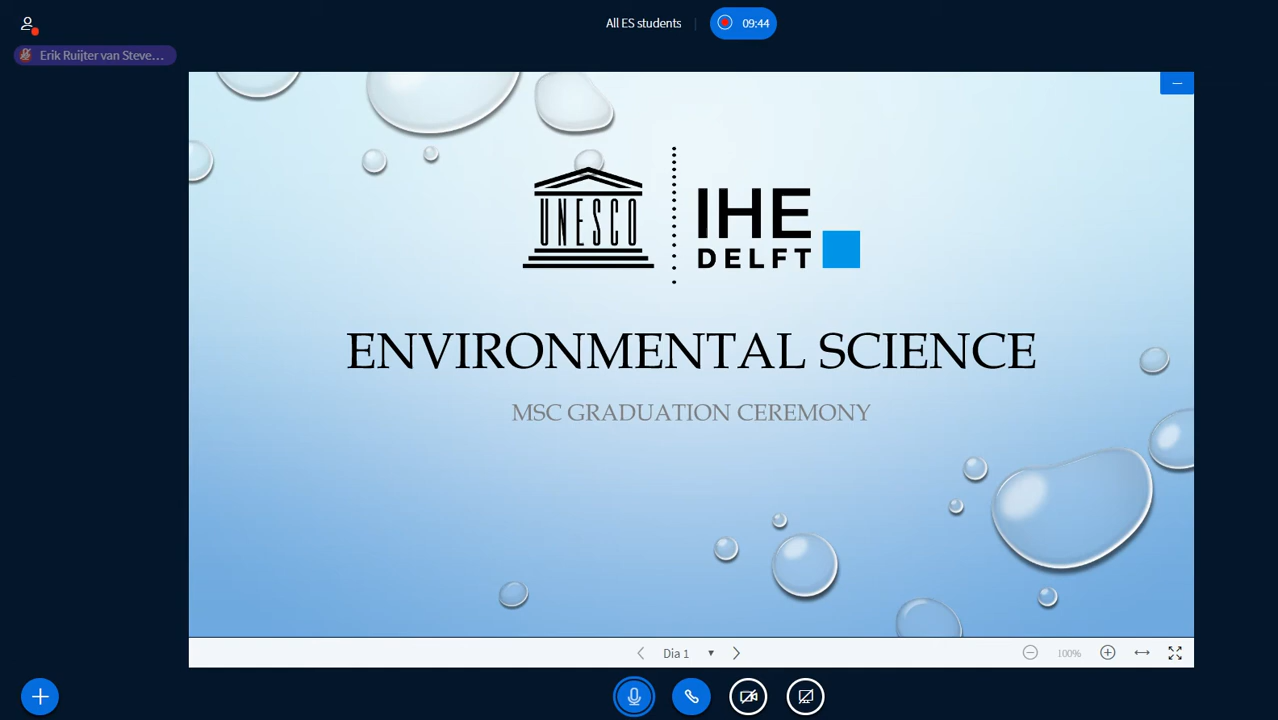 All ES students
09:44
Erik Ruijter van Steve...
UNESCO
IHE
DELFT
ENVIRONMENTAL SCIENCE
MSC GRADUATION CEREMONY
Dia 1
100%